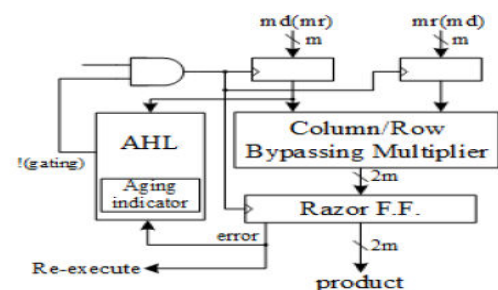 md(mr)
mr(md)
m
m
AHL
Column/Row
Bypassing Multiplier
!(gating)
Aging
indicator
2m
Razor F.F.
error
2m
Re-execute
product